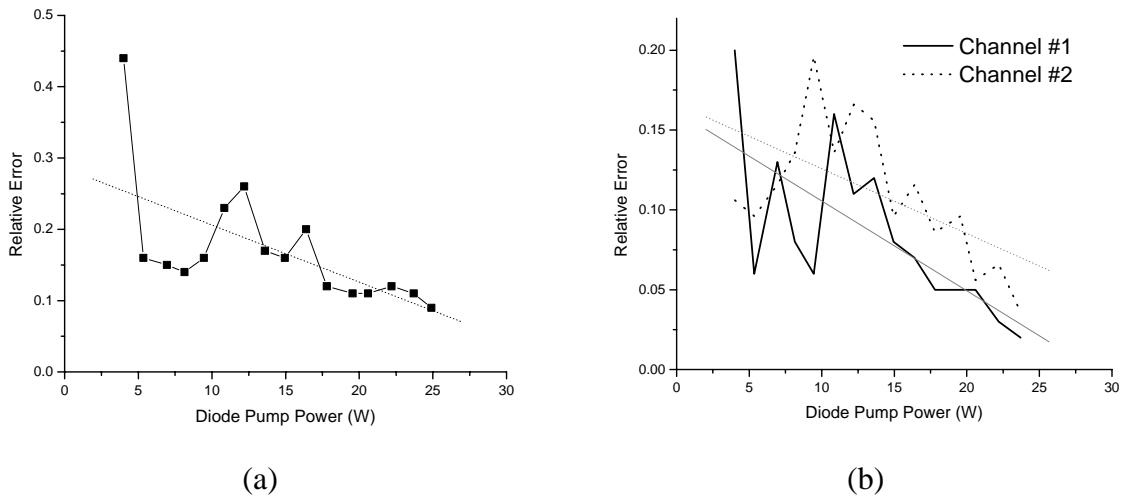 0.5
0.4
0.3
0.2
0.1
0.0
Relative Error
0 5 10 15 20 25 30
Diode Pump Power (W)
(a)
Channel #1
Channel #2
0.20
0.15
0.10
0.05
0.00
Relative Error
0 5 10 15 20 25 30
Diode Pump Power (W)
(b)